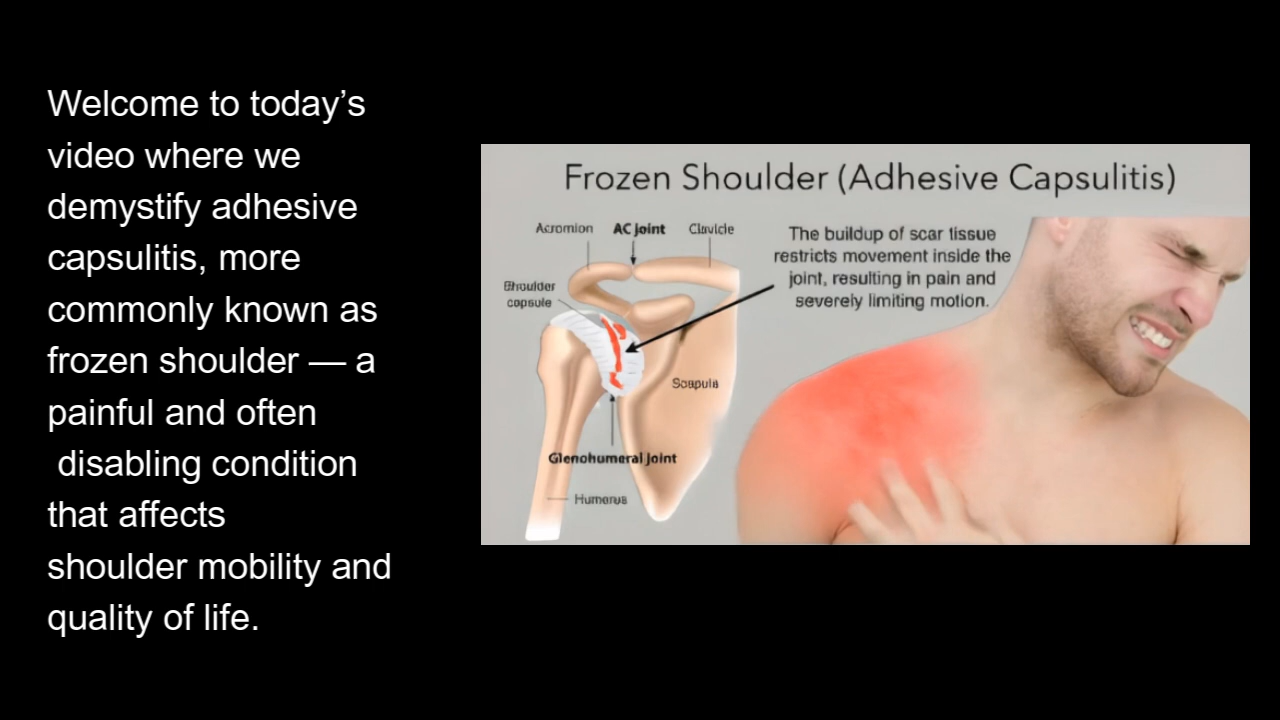 Welcome to today’s
video where we
demystify adhesive
capsulitis, more
commonly known as
frozen shoulder — a
painful and often
disabling condition
that affects
shoulder mobility and
quality of life.
Frozen Shoulder (Adhesive Capsulitis)
Acromion AC joint Clavicle
The buildup of scar tissue
restricts movement inside the
joint, resulting in pain and
severely limiting motion.
Shoulder
capsule
Scapula
Glenohumeral joint
Humerus